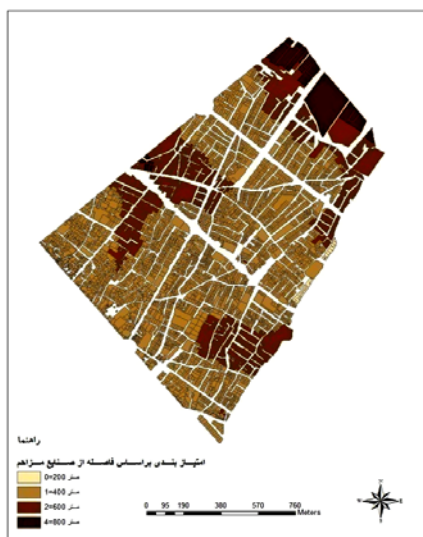 راهنما
امتیاز بندی براساس فاصله از صنایع مزاحم
0=200 متر
1=400 متر
2=600 متر
4=800 متر
0 95 190 380 570 760
Meters